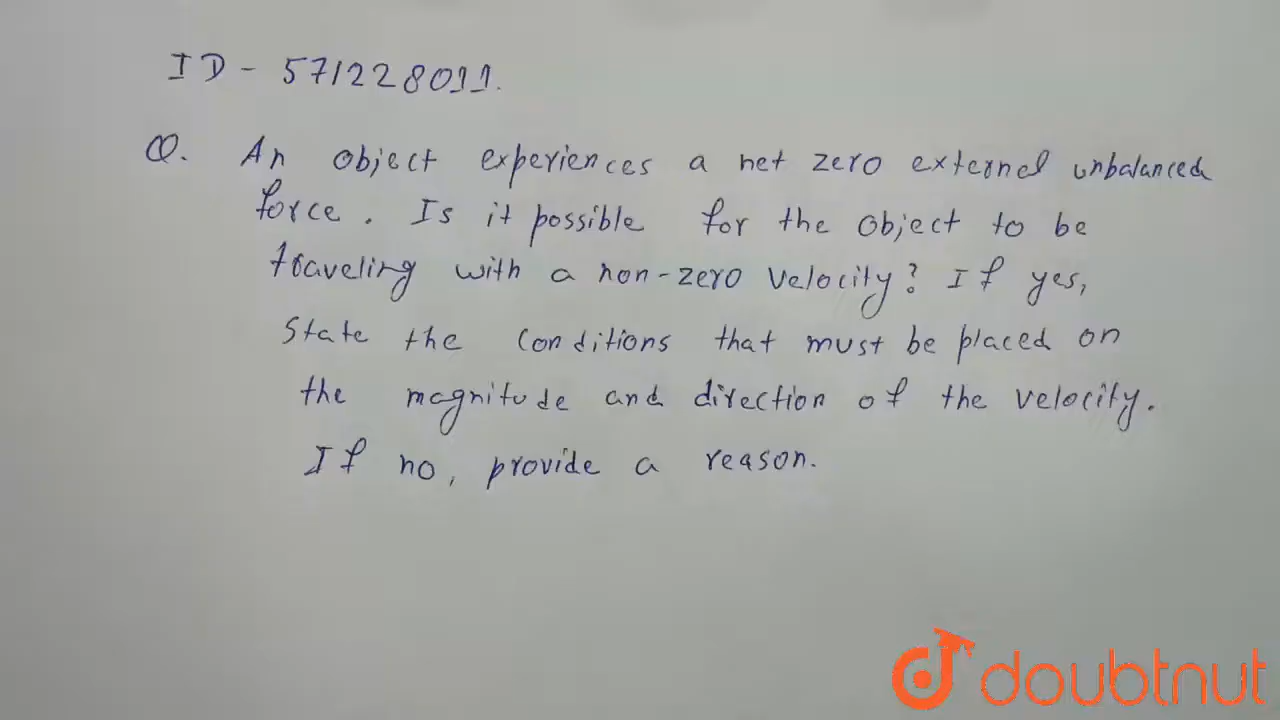 ID - 571228011.
Q. An object experiences a net zero external unbalanced
force. Is it possible for the object to be
traveling with a non-zero velocity? If yes,
state the conditions that must be placed on
the magnitude and direction of the velocity.
If no, provide a reason.
doubtnut